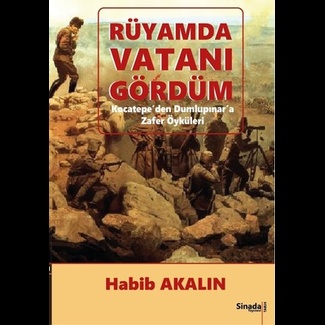 RÜYAMDA
VATANI
GÖRDÜM
Kocatepe'den Dumlupınar'a
Zafer Öyküleri
Habib AKALIN
Sinada